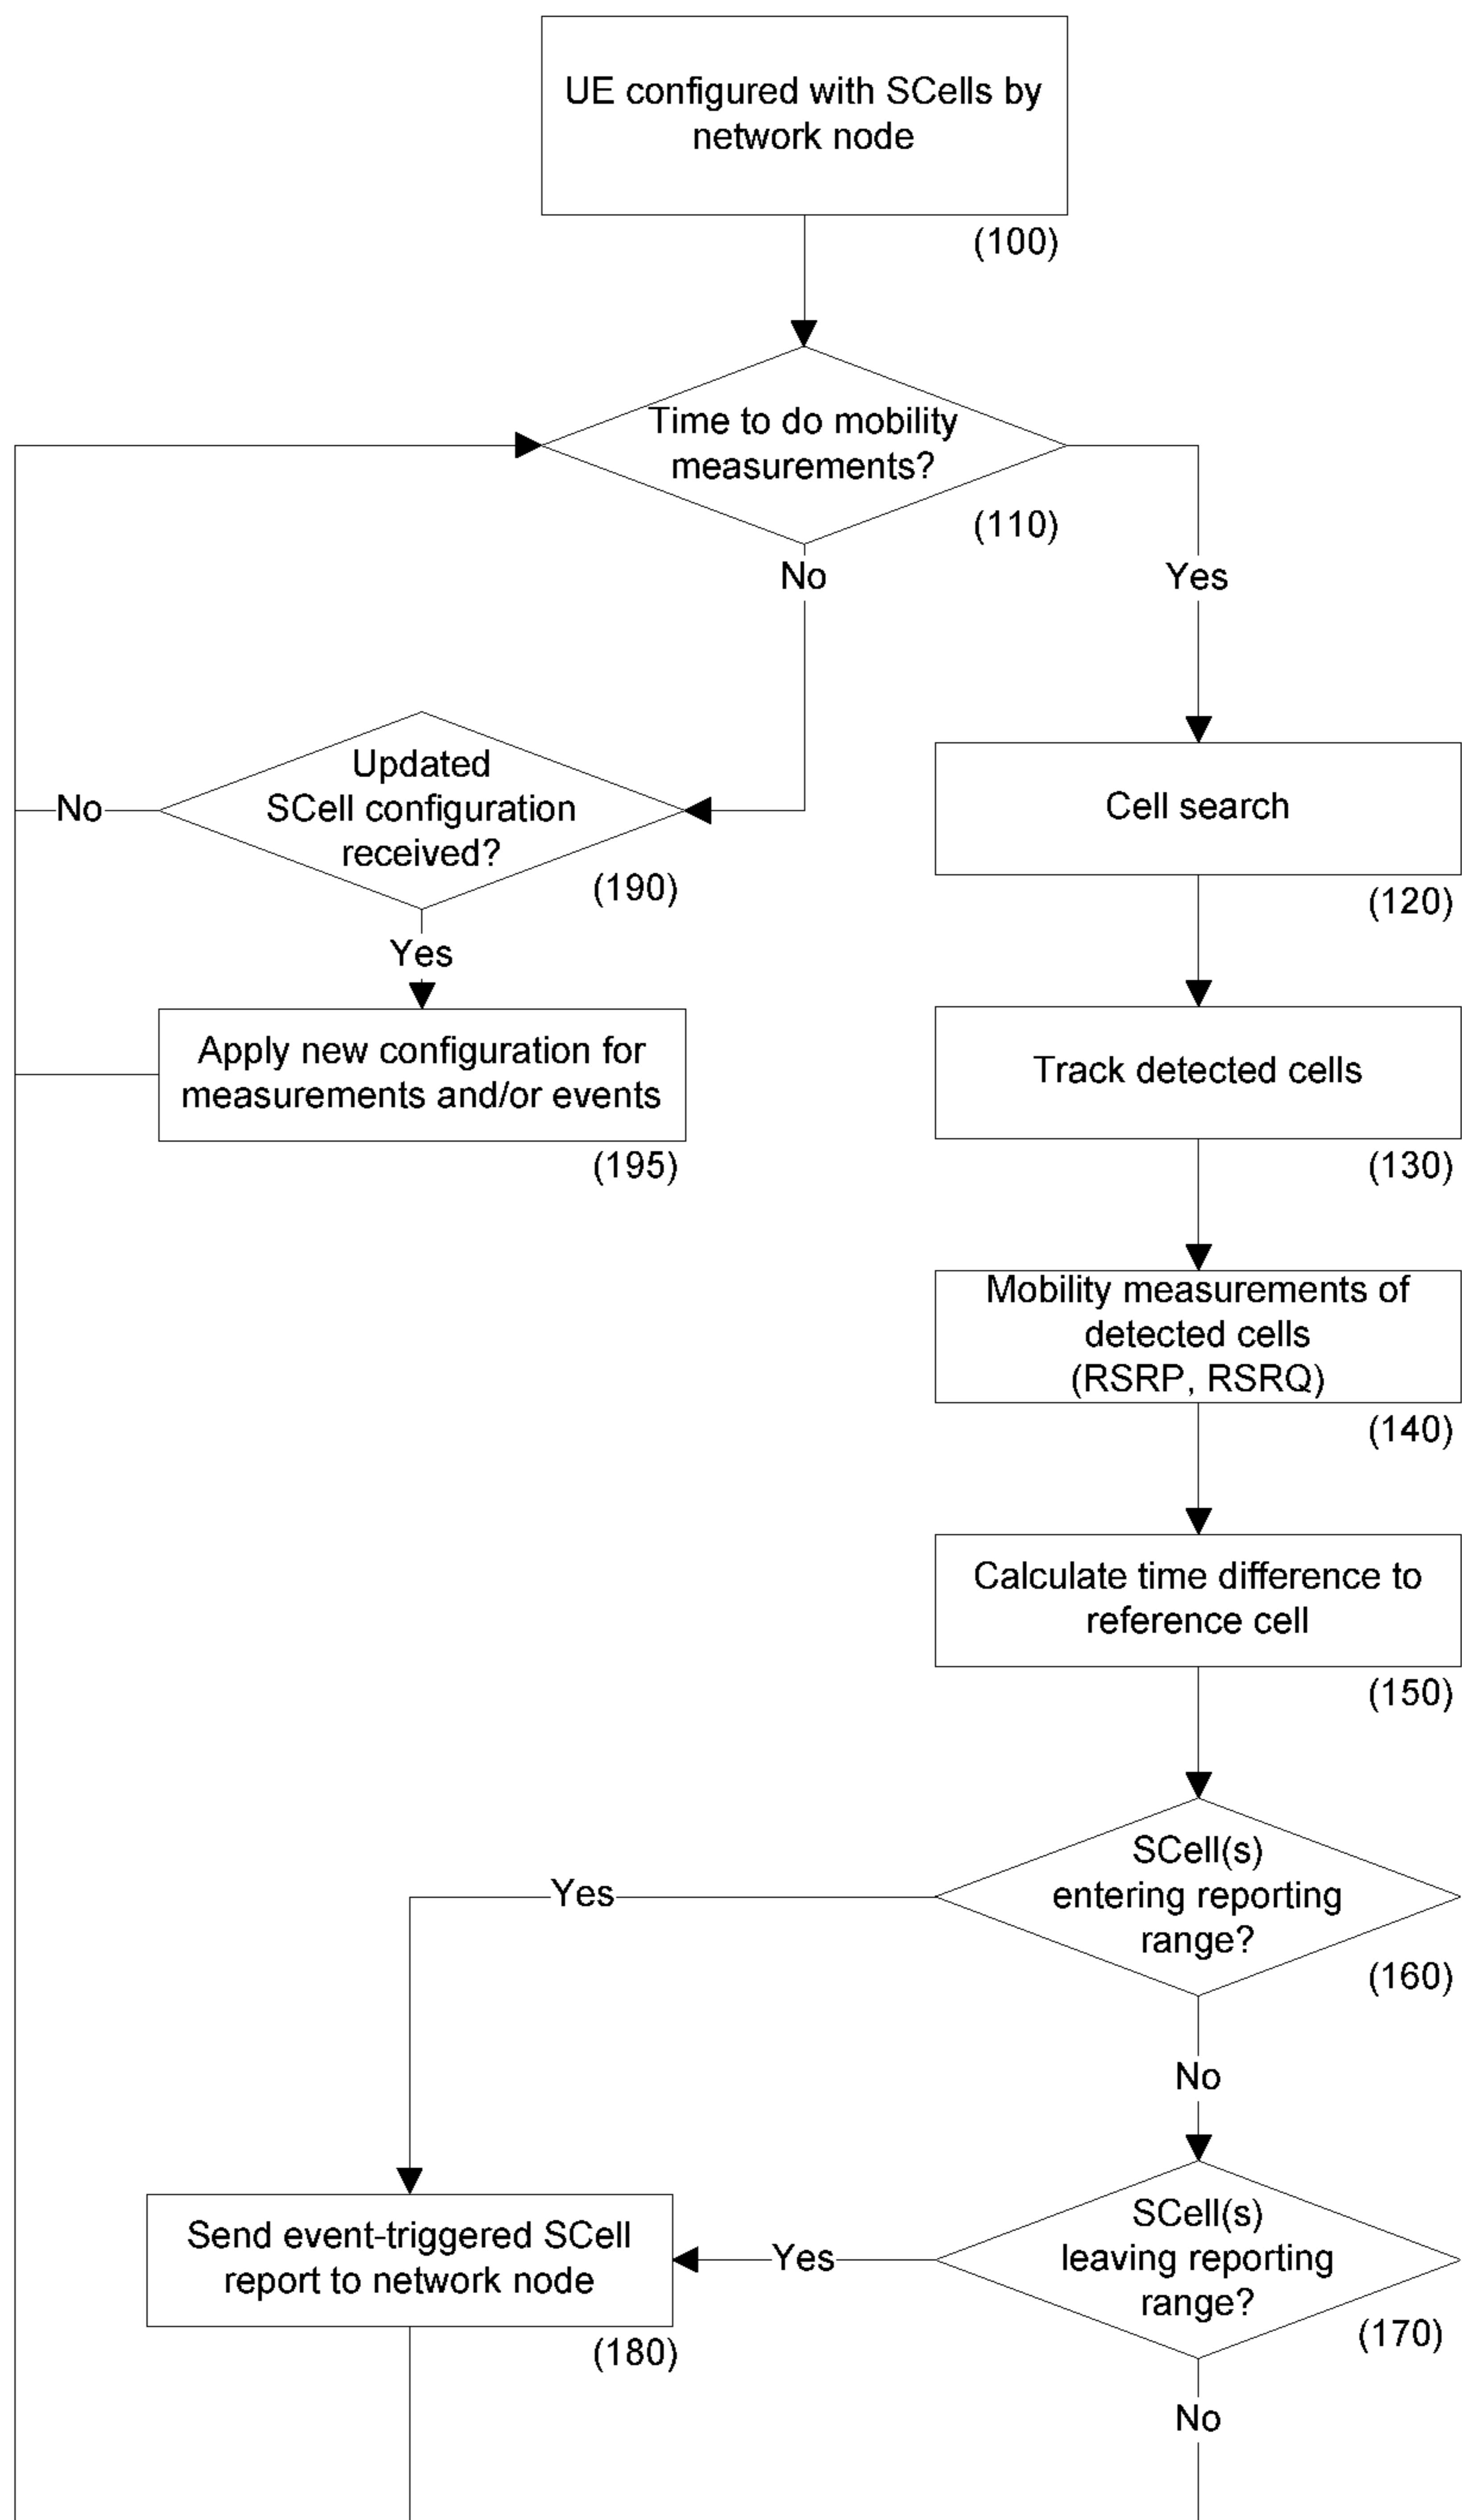 UE configured with SCells by
network node
(100)
Time to do mobility
measurements?
(110)
No
Yes
Updated
SCell configuration
received?
(190)
No
Yes
Apply new configuration for
measurements and/or events
(195)
Cell search
(120)
Track detected cells
(130)
Mobility measurements of
detected cells
(RSRP, RSRQ)
(140)
Calculate time difference to
reference cell
(150)
SCell(s)
entering reporting
range?
(160)
Yes
No
SCell(s)
leaving reporting
range?
(170)
Yes
No
Send event-triggered SCell
report to network node
(180)